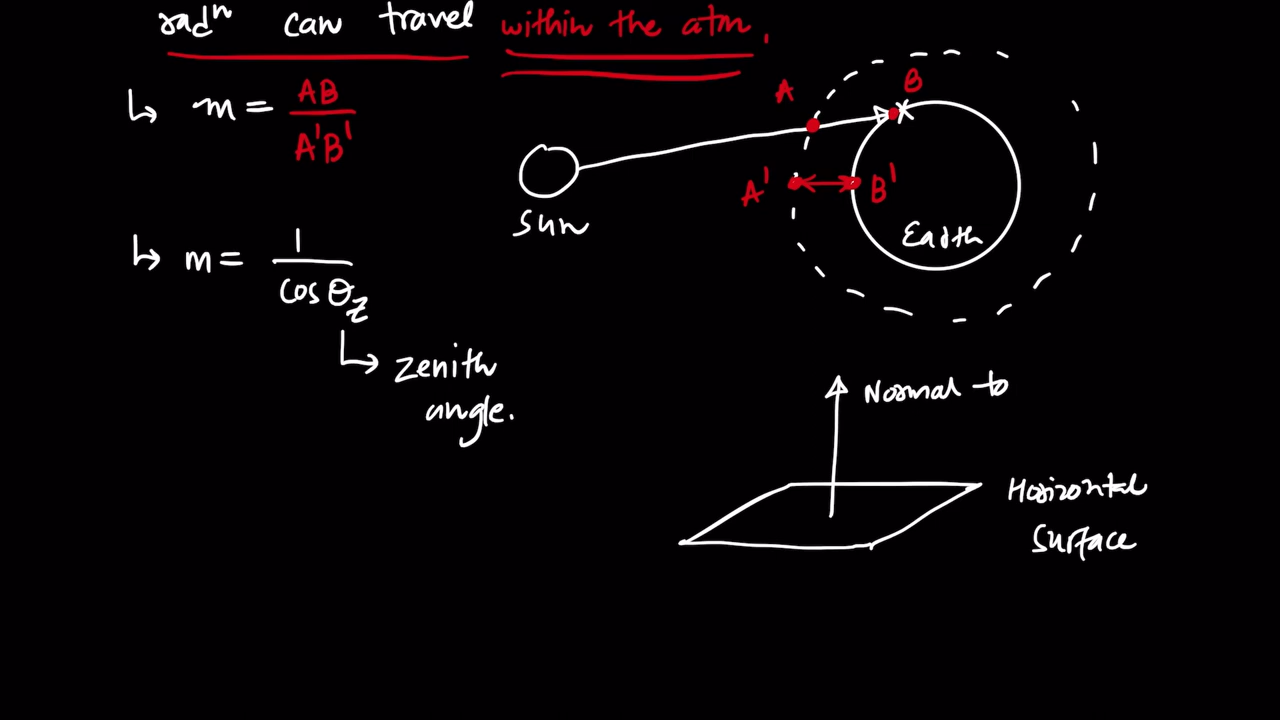 radⁿ can travel within the atm.
↳ m = AB / A'B'
A
B
A'
B'
Sun
Earth
↳ m = 1 / cos θz
↳ zenith
angle.
Normal to
Horizontal
Surface